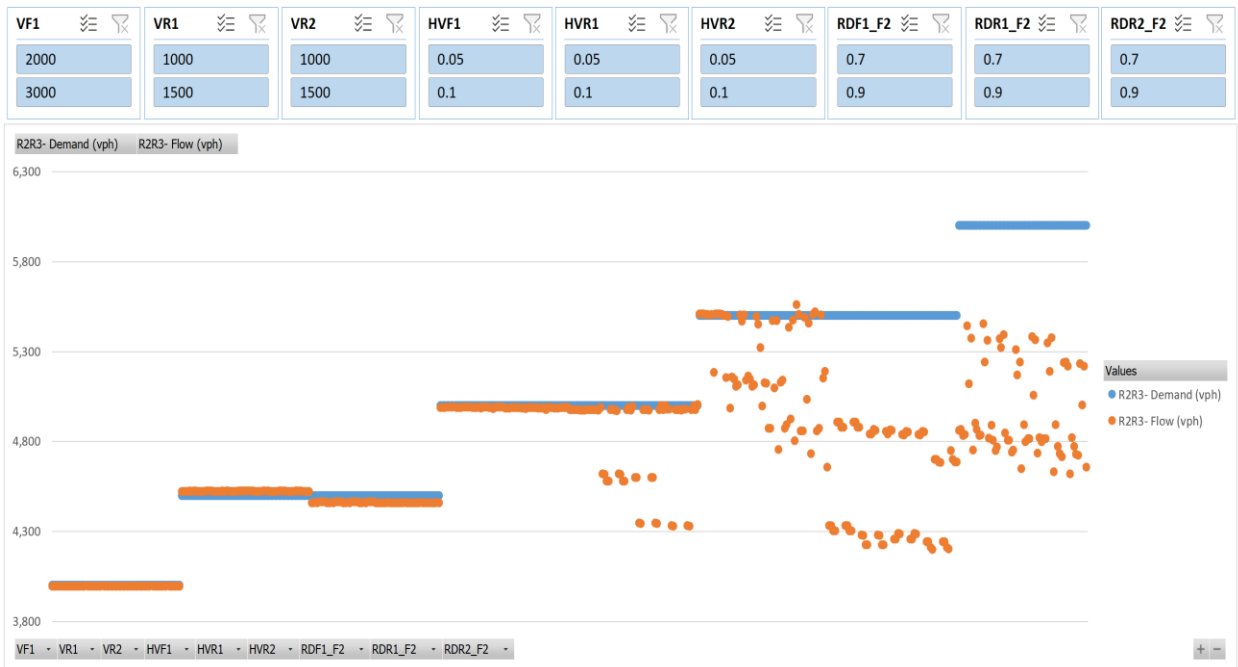 VF1 VR1 VR2 HVF1 HVR1 HVR2 RDF1_F2 RDR1_F2 RDR2_F2
2000 1000 1000 0.05 0.05 0.05 0.7 0.7 0.7
3000 1500 1500 0.1 0.1 0.1 0.9 0.9 0.9
R2R3- Demand (vph) R2R3- Flow (vph)
6,300
5,800
5,300
Values
R2R3- Demand (vph)
R2R3- Flow (vph)
4,800
4,300
3,800
VF1 VR1 VR2 HVF1 HVR1 HVR2 RDF1_F2 RDR1_F2 RDR2_F2 + −